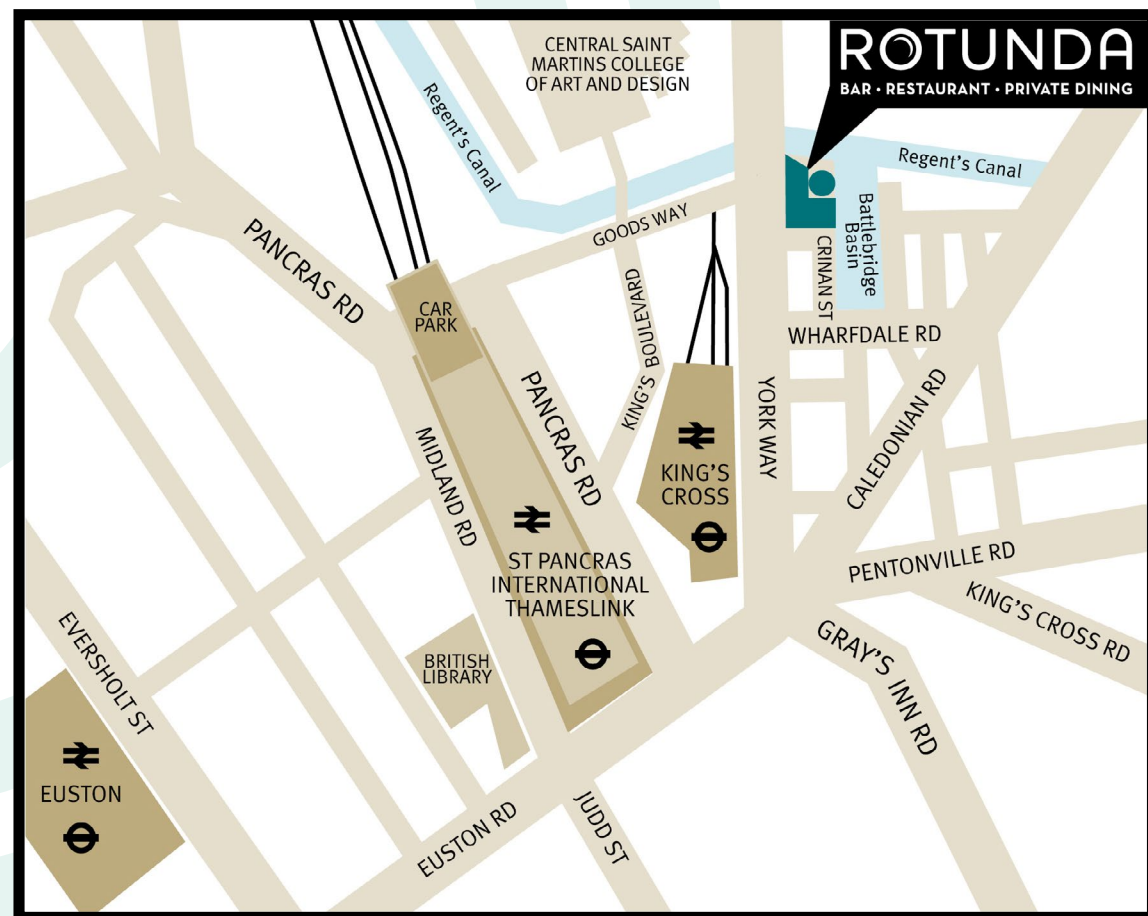 CENTRAL SAINT
MARTINS COLLEGE
OF ART AND DESIGN
ROTUNDA
BAR • RESTAURANT • PRIVATE DINING
Regent's Canal
Regent's Canal
Battlebridge
Basin
GOODS WAY
CRINAN ST
PANCRAS RD
CAR
PARK
KING'S BOULEVARD
WHARFDALE RD
PANCRAS RD
YORK WAY
CALEDONIAN RD
MIDLAND RD
KING'S
CROSS
ST PANCRAS
INTERNATIONAL
THAMESLINK
PENTONVILLE RD
KING'S CROSS RD
GRAY'S INN RD
BRITISH
LIBRARY
EVERSHOLT ST
EUSTON
EUSTON RD
JUDD ST